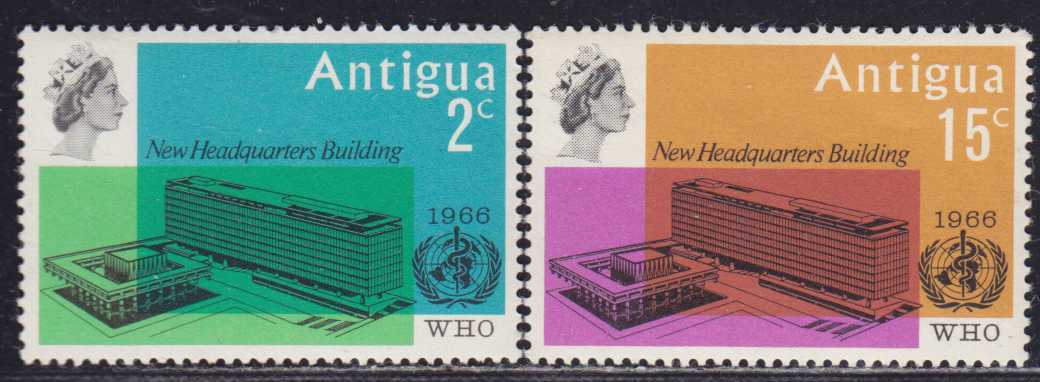 Antigua
2c
New Headquarters Building
1966
WHO
Antigua
15c
New Headquarters Building
1966
WHO